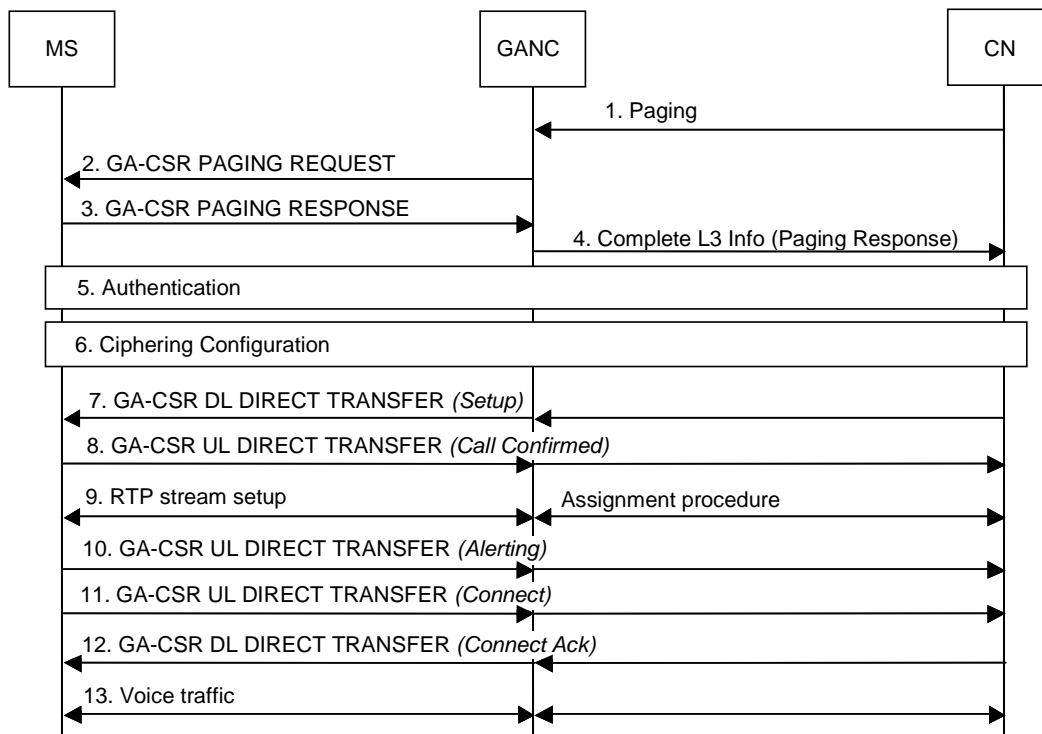 MS
GANC
CN
1. Paging
2. GA-CSR PAGING REQUEST
3. GA-CSR PAGING RESPONSE
4. Complete L3 Info (Paging Response)
5. Authentication
6. Ciphering Configuration
7. GA-CSR DL DIRECT TRANSFER (Setup)
8. GA-CSR UL DIRECT TRANSFER (Call Confirmed)
9. RTP stream setup
Assignment procedure
10. GA-CSR UL DIRECT TRANSFER (Alerting)
11. GA-CSR UL DIRECT TRANSFER (Connect)
12. GA-CSR DL DIRECT TRANSFER (Connect Ack)
13. Voice traffic